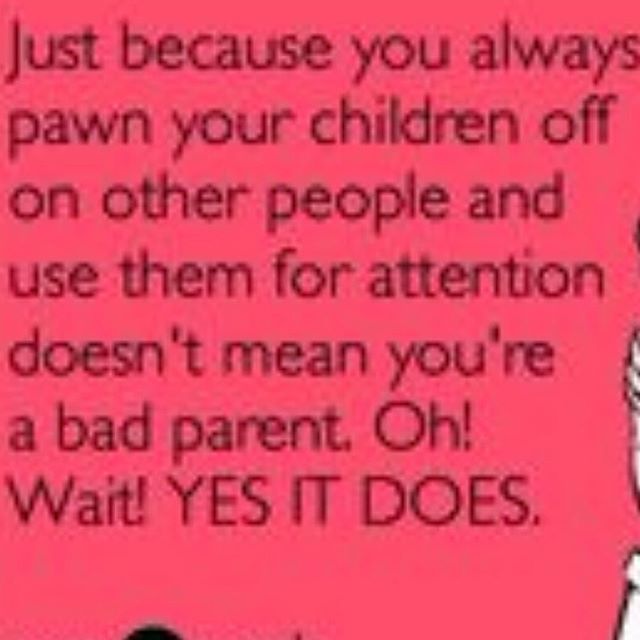 Just because you always
pawn your children off
on other people and
use them for attention
doesn't mean you're
a bad parent. Oh!
Wait! YES IT DOES.